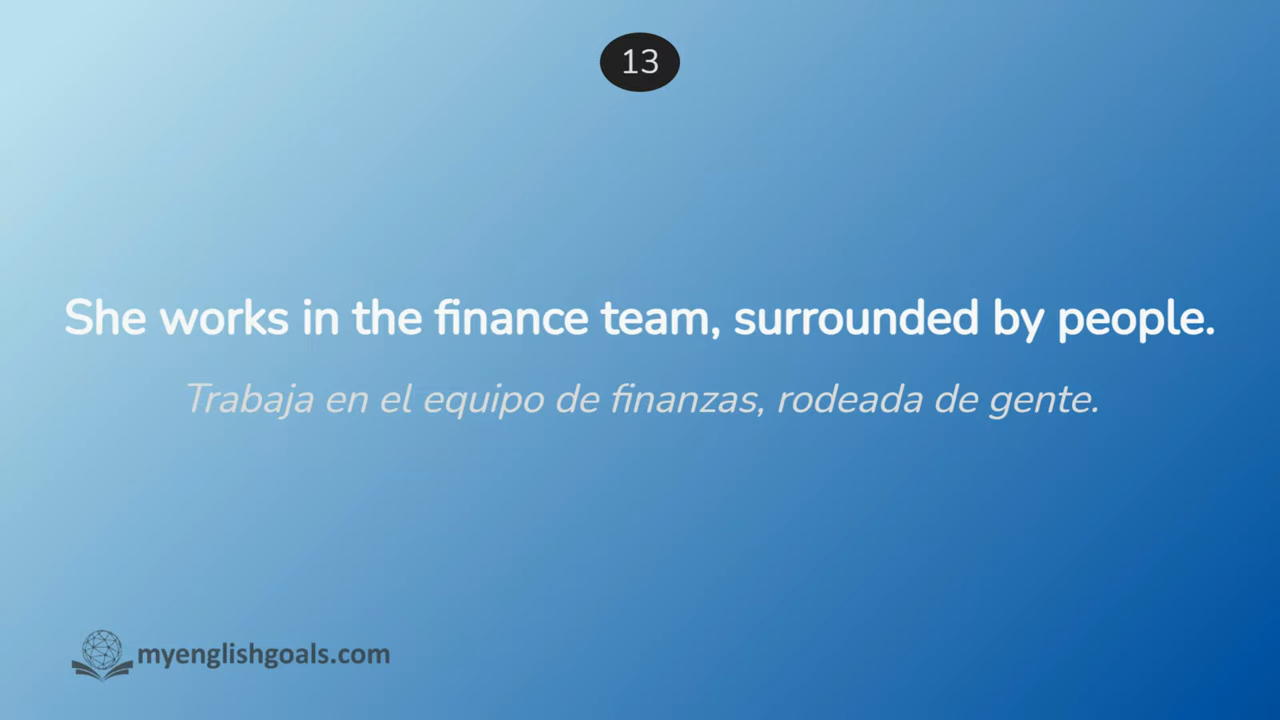 13
She works in the finance team, surrounded by people.
Trabaja en el equipo de finanzas, rodeada de gente.
myenglishgoals.com